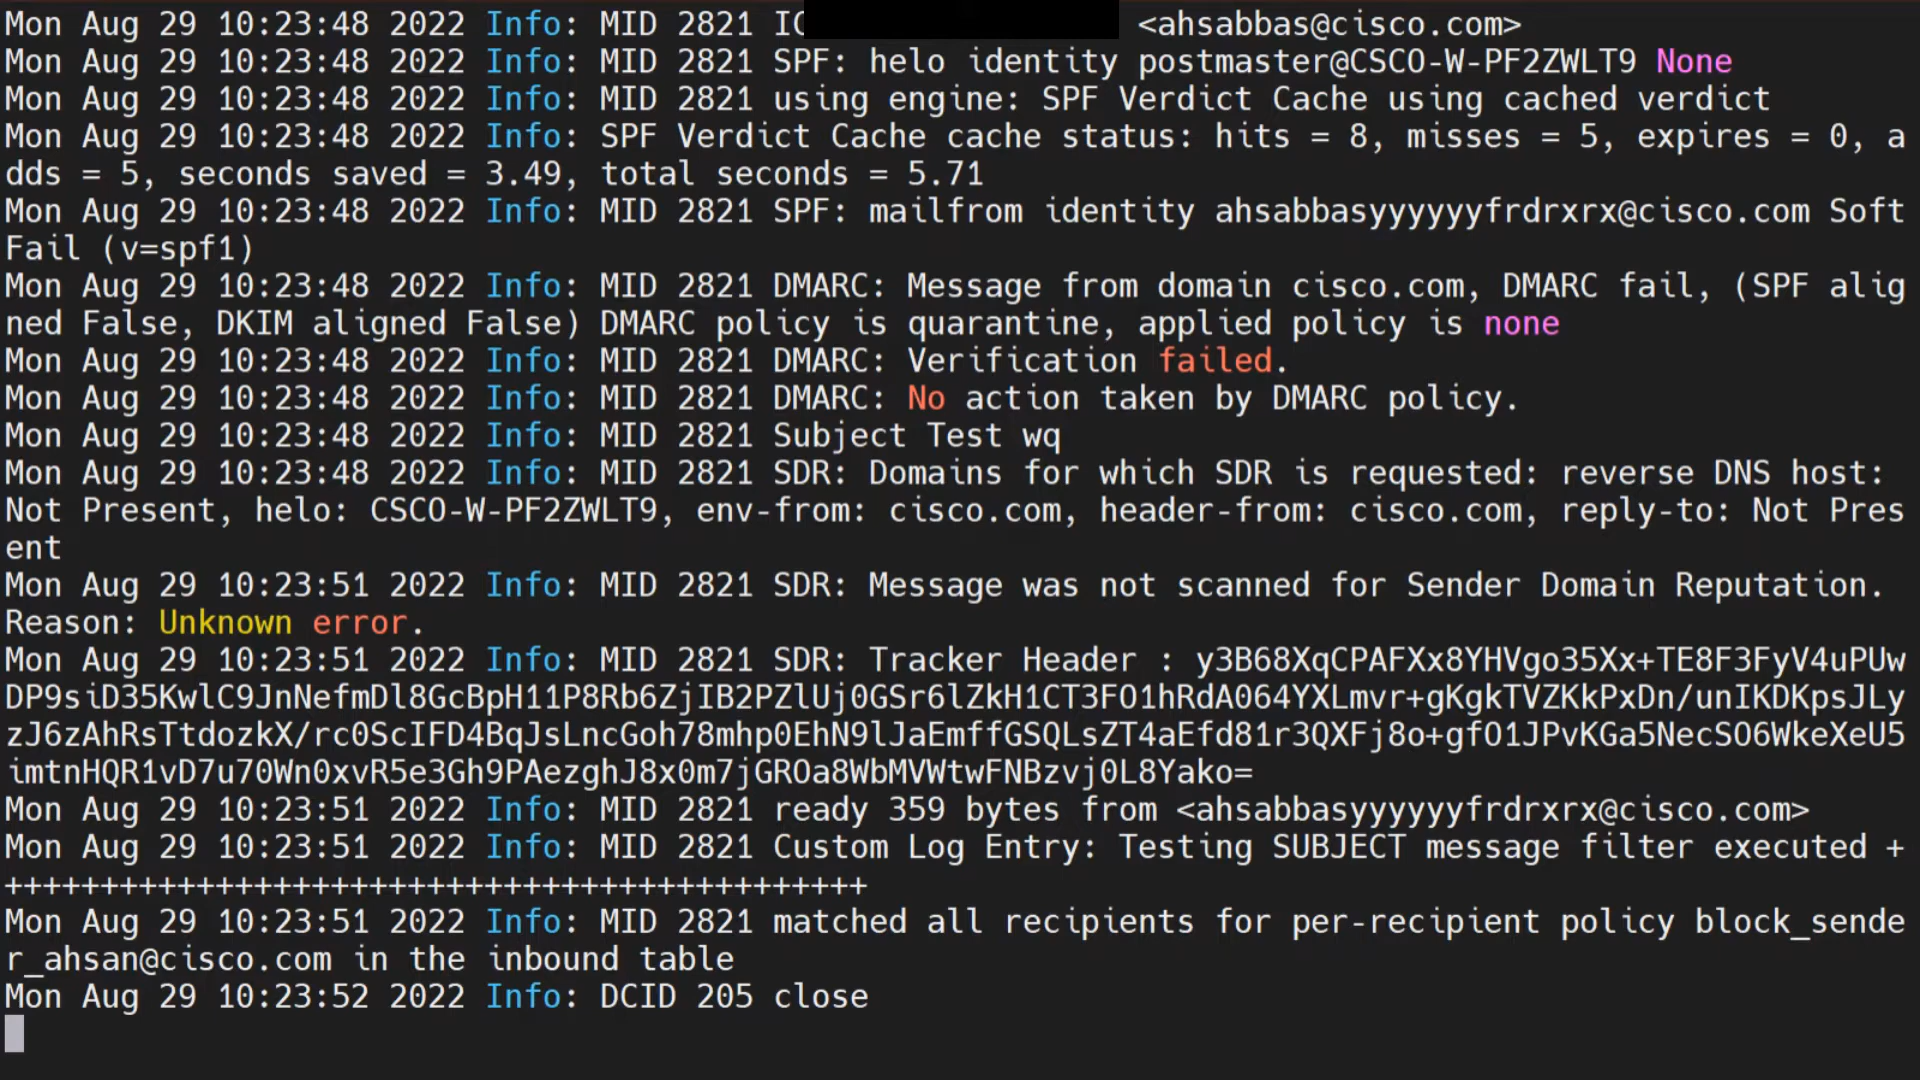 Mon Aug 29 10:23:48 2022 Info: MID 2821 IC <ahsabbas@cisco.com>
Mon Aug 29 10:23:48 2022 Info: MID 2821 SPF: helo identity postmaster@CSCO-W-PF2ZWLT9 None
Mon Aug 29 10:23:48 2022 Info: MID 2821 using engine: SPF Verdict Cache using cached verdict
Mon Aug 29 10:23:48 2022 Info: SPF Verdict Cache cache status: hits = 8, misses = 5, expires = 0, a
dds = 5, seconds saved = 3.49, total seconds = 5.71
Mon Aug 29 10:23:48 2022 Info: MID 2821 SPF: mailfrom identity ahsabbasyyyyyyfrdrxrx@cisco.com Soft
Fail (v=spf1)
Mon Aug 29 10:23:48 2022 Info: MID 2821 DMARC: Message from domain cisco.com, DMARC fail, (SPF alig
ned False, DKIM aligned False) DMARC policy is quarantine, applied policy is none
Mon Aug 29 10:23:48 2022 Info: MID 2821 DMARC: Verification failed.
Mon Aug 29 10:23:48 2022 Info: MID 2821 DMARC: No action taken by DMARC policy.
Mon Aug 29 10:23:48 2022 Info: MID 2821 Subject Test wq
Mon Aug 29 10:23:48 2022 Info: MID 2821 SDR: Domains for which SDR is requested: reverse DNS host:
Not Present, helo: CSCO-W-PF2ZWLT9, env-from: cisco.com, header-from: cisco.com, reply-to: Not Pres
ent
Mon Aug 29 10:23:51 2022 Info: MID 2821 SDR: Message was not scanned for Sender Domain Reputation.
Reason: Unknown error.
Mon Aug 29 10:23:51 2022 Info: MID 2821 SDR: Tracker Header : y3B68XqCPAFXx8YHVgo35Xx+TE8F3FyV4uPUw
DP9siD35KwlC9JnNefmDl8GcBpH11P8Rb6ZjIB2PZlUj0GSr6lZkH1CT3FO1hRdA064YXLmvr+gKgkTVZKkPxDn/unIKDKpsJLy
zJ6zAhRsTtdozkX/rc0ScIFD4BqJsLncGoh78mhp0EhN9lJaEmffGSQLsZT4aEfd81r3QXFj8o+gfO1JPvKGa5NecSO6WkeXeU5
imtnHQR1vD7u70Wn0xvR5e3Gh9PAezghJ8x0m7jGROa8WbMVWtwFNBzvj0L8Yako=
Mon Aug 29 10:23:51 2022 Info: MID 2821 ready 359 bytes from <ahsabbasyyyyyyfrdrxrx@cisco.com>
Mon Aug 29 10:23:51 2022 Info: MID 2821 Custom Log Entry: Testing SUBJECT message filter executed +
+++++++++++++++++++++++++++++++++++++++++++++
Mon Aug 29 10:23:51 2022 Info: MID 2821 matched all recipients for per-recipient policy block_sende
r_ahsan@cisco.com in the inbound table
Mon Aug 29 10:23:52 2022 Info: DCID 205 close